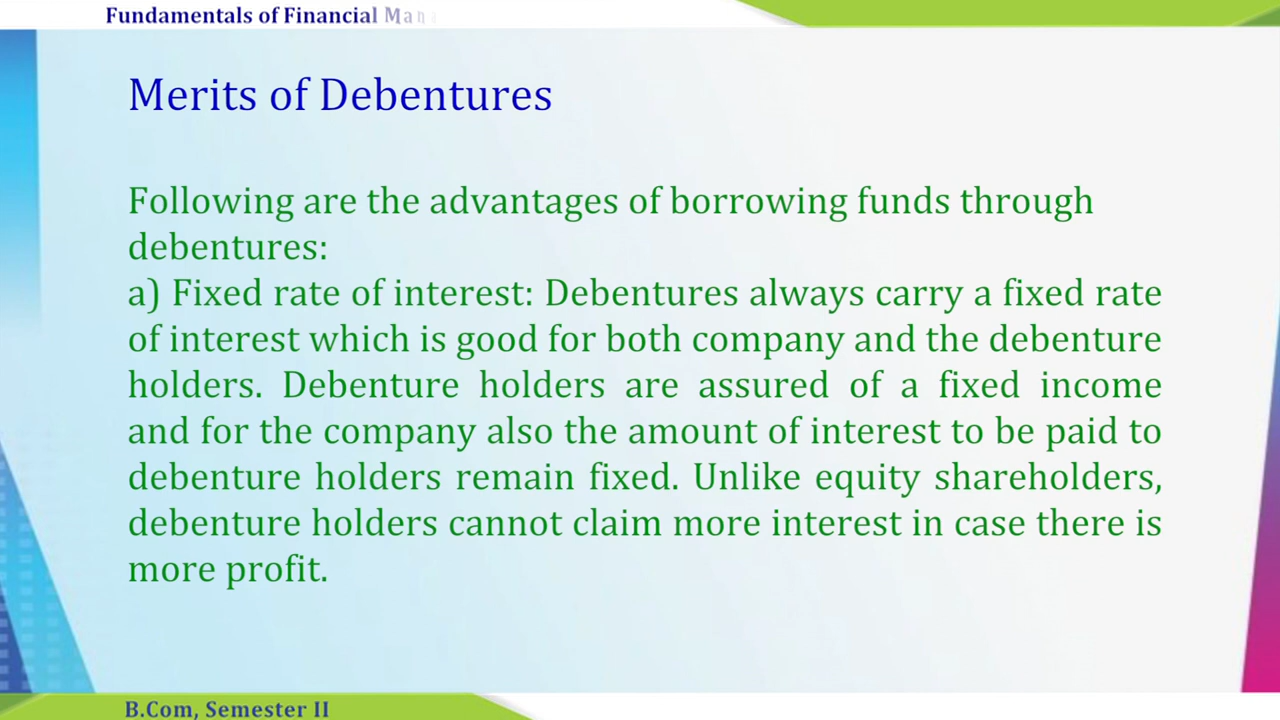 Fundamentals of Financial Mana
Merits of Debentures
Following are the advantages of borrowing funds through
debentures:
a) Fixed rate of interest: Debentures always carry a fixed rate
of interest which is good for both company and the debenture
holders. Debenture holders are assured of a fixed income
and for the company also the amount of interest to be paid to
debenture holders remain fixed. Unlike equity shareholders,
debenture holders cannot claim more interest in case there is
more profit.
B.Com, Semester II